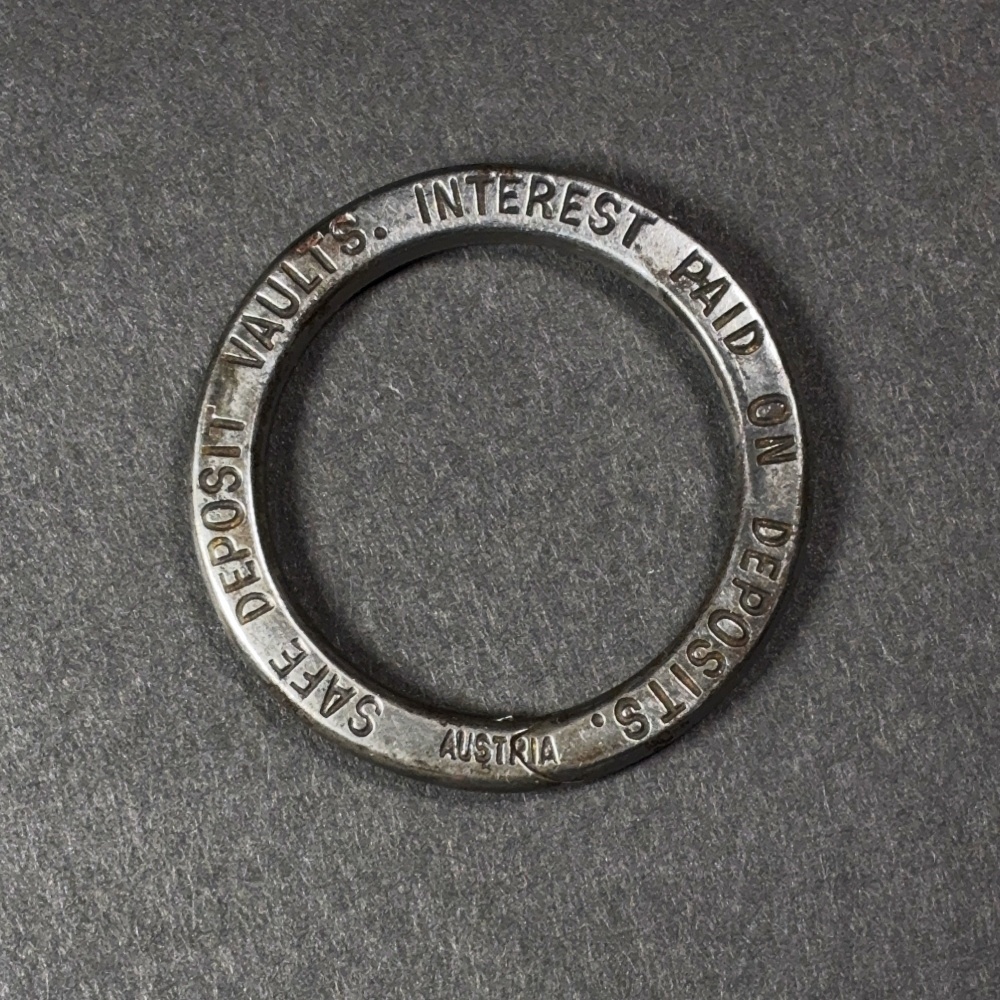 SAFE DEPOSIT VAULTS. INTEREST PAID ON DEPOSITS.
AUSTRIA